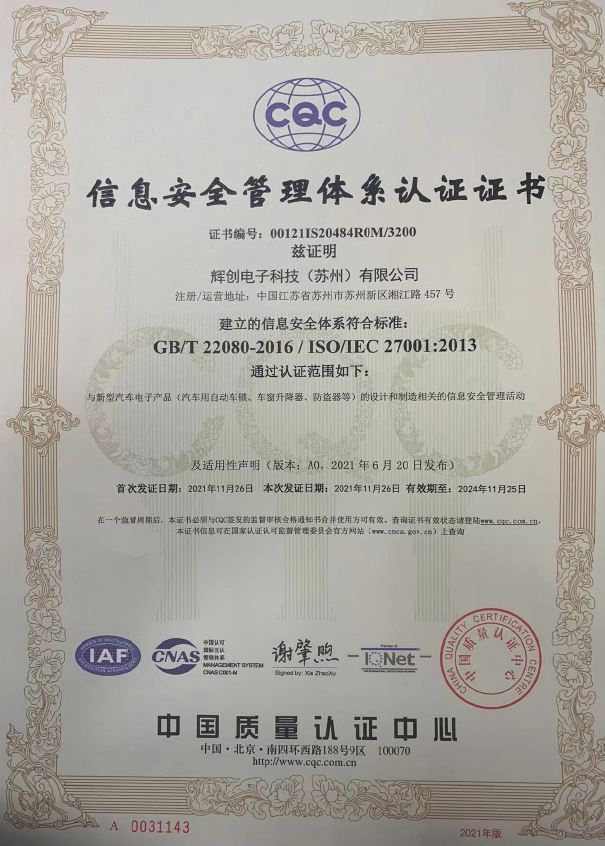 CQC
信息安全管理体系认证证书
证书编号：00121IS20484R0M/3200
兹证明
辉创电子科技（苏州）有限公司
注册/运营地址：中国江苏省苏州市苏州新区湘江路 457 号
建立的信息安全体系符合标准：
GB/T 22080-2016 / ISO/IEC 27001:2013
通过认证范围如下：
与新型汽车电子产品（汽车用自动车锁、车窗升降器、防盗器等）的设计和制造相关的信息安全管理活动
及适用性声明（版本：A0，2021 年 6 月 20 日发布）
首次发证日期：2021年11月26日 本次发证日期：2021年11月26日 有效期至：2024年11月25日
在一个监督周期后，本证书必须与CQC签发的监督审核合格通知书合并使用方可有效。查询证书有效状态请登陆www.cqc.com.cn，
本证书信息可在国家认证认可监督管理委员会官方网站（www.cnca.gov.cn）上查询
MEMBER OF MULTILATERAL
IAF
RECOGNITION ARRANGEMENT
CNAS
中国认可
国际互认
管理体系
MANAGEMENT SYSTEM
CNAS C001-M
谢肇煦
Signed by: Xie ZhaoXu
Partner of
IQNet
THE INTERNATIONAL CERTIFICATION NETWORK
CHINA QUALITY CERTIFICATION CENTRE
中国质量认证中心
中国质量认证中心
中国·北京·南四环西路188号9区 100070
http://www.cqc.com.cn
A 0031143
2021年版